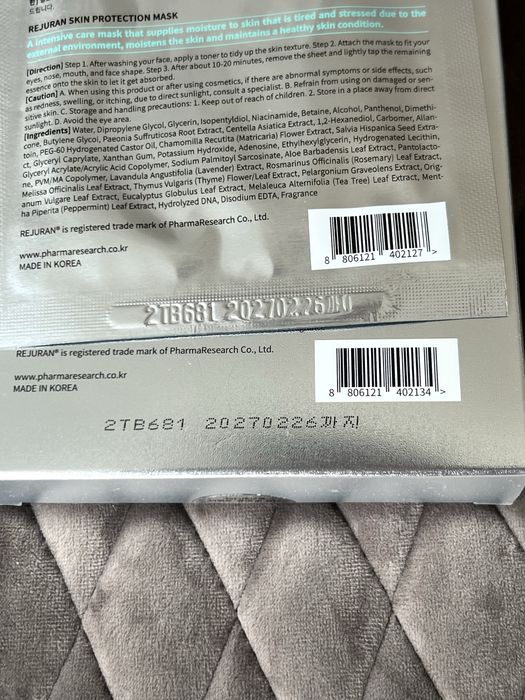 드립니다.
REJURAN SKIN PROTECTION MASK
A intensive care mask that supplies moisture to skin that is tired and stressed due to the
external environment, moistens the skin and maintains a healthy skin condition.
[Direction] Step 1. After washing your face, apply a toner to tidy up the skin texture. Step 2. Attach the mask to fit your
eyes, nose, mouth, and face shape. Step 3. After about 10-20 minutes, remove the sheet and lightly tap the remaining
essence onto the skin to let it get absorbed.
[Caution] A. When using this product or after using cosmetics, if there are abnormal symptoms or side effects, such
as redness, swelling, or itching, due to direct sunlight, consult a specialist. B. Refrain from using on damaged or sen-
sitive skin. C. Storage and handling precautions: 1. Keep out of reach of children. 2. Store in a place away from direct
sunlight. D. Avoid the eye area.
[Ingredients] Water, Dipropylene Glycol, Glycerin, Isopentyldiol, Niacinamide, Betaine, Alcohol, Panthenol, Dimethi-
cone, Butylene Glycol, Paeonia Suffruticosa Root Extract, Centella Asiatica Extract, 1,2-Hexanediol, Carbomer, Allan-
toin, PEG-60 Hydrogenated Castor Oil, Chamomilla Recutita (Matricaria) Flower Extract, Salvia Hispanica Seed Extra-
ct, Glyceryl Caprylate, Xanthan Gum, Potassium Hydroxide, Adenosine, Ethylhexylglycerin, Hydrogenated Lecithin,
Glyceryl Acrylate/Acrylic Acid Copolymer, Sodium Palmitoyl Sarcosinate, Aloe Barbadensis Leaf Extract, Pantolacto-
ne, PVM/MA Copolymer, Lavandula Angustifolia (Lavender) Extract, Rosmarinus Officinalis (Rosemary) Leaf Extract,
Melissa Officinalis Leaf Extract, Thymus Vulgaris (Thyme) Flower/Leaf Extract, Pelargonium Graveolens Extract, Orig-
anum Vulgare Leaf Extract, Eucalyptus Globulus Leaf Extract, Melaleuca Alternifolia (Tea Tree) Leaf Extract, Ment-
ha Piperita (Peppermint) Leaf Extract, Hydrolyzed DNA, Disodium EDTA, Fragrance
REJURAN® is registered trade mark of PharmaResearch Co., Ltd.
www.pharmaresearch.co.kr
MADE IN KOREA
8 806121 402127 >
2TB681 20270226까지
REJURAN® is registered trade mark of PharmaResearch Co., Ltd.
www.pharmaresearch.co.kr
MADE IN KOREA
8 806121 402134 >
2TB681 20270226까지